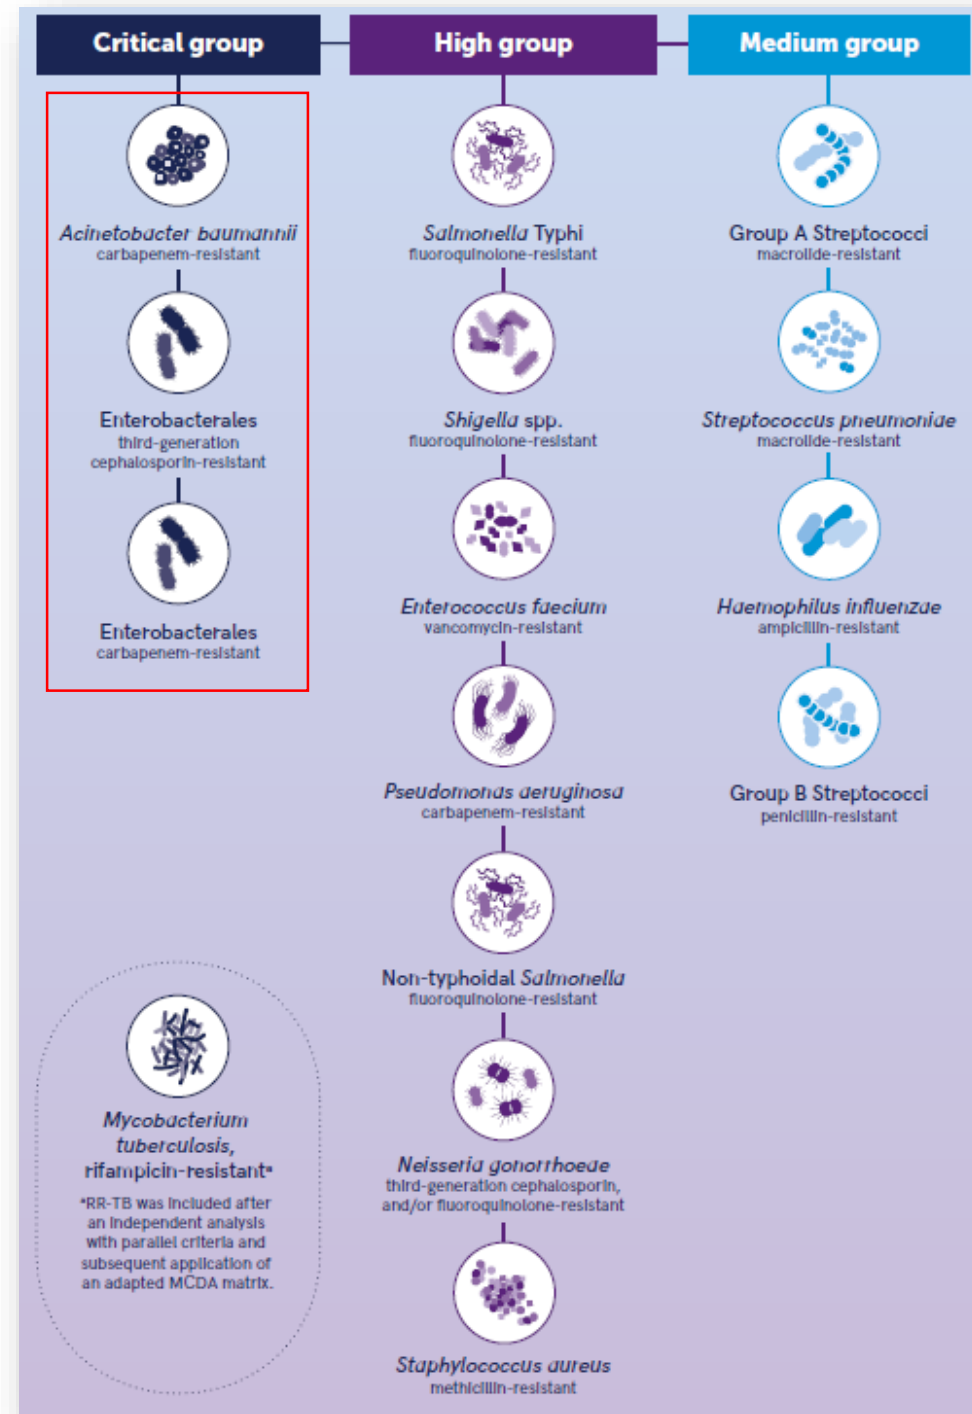 Critical group
High group
Medium group
Acinetobacter baumannii
carbapenem-resistant
Enterobacterales
third-generation
cephalosporin-resistant
Enterobacterales
carbapenem-resistant
Mycobacterium
tuberculosis,
rifampicin-resistantª
ªRR-TB was included after
an independent analysis
with parallel criteria and
subsequent application of
an adapted MCDA matrix.
Salmonella Typhi
fluoroquinolone-resistant
Shigella spp.
fluoroquinolone-resistant
Enterococcus faecium
vancomycin-resistant
Pseudomonas aeruginosa
carbapenem-resistant
Non-typhoidal Salmonella
fluoroquinolone-resistant
Neisseria gonorrhoeae
third-generation cephalosporin,
and/or fluoroquinolone-resistant
Staphylococcus aureus
methicillin-resistant
Group A Streptococci
macrolide-resistant
Streptococcus pneumoniae
macrolide-resistant
Haemophilus influenzae
ampicillin-resistant
Group B Streptococci
penicillin-resistant